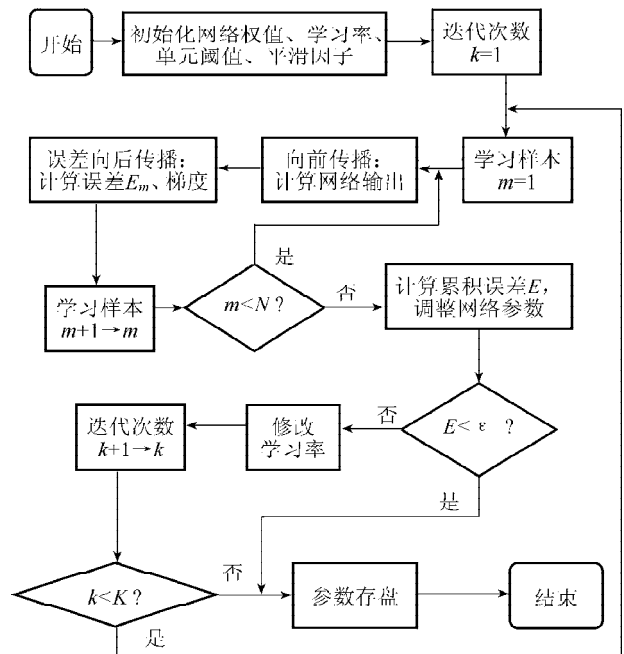 开始
初始化网络权值、学习率、
单元阈值、平滑因子
迭代次数
k=1
误差向后传播：
计算误差Em、梯度
向前传播：
计算网络输出
学习样本
m=1
是
学习样本
m+1→m
m<N？
否
计算累积误差E，
调整网络参数
迭代次数
k+1→k
修改
学习率
否
E<ε ？
是
k<K？
否
参数存盘
结束
是